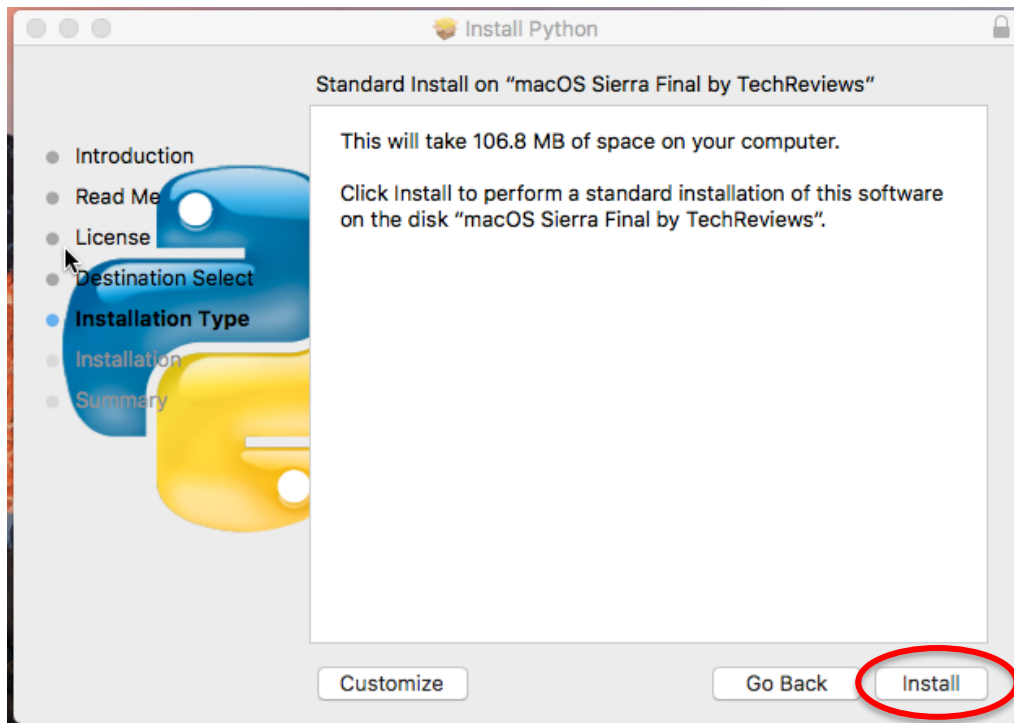 Install Python
Standard Install on “macOS Sierra Final by TechReviews”
Introduction
Read Me
License
Destination Select
Installation Type
Installation
Summary
This will take 106.8 MB of space on your computer.
Click Install to perform a standard installation of this software
on the disk “macOS Sierra Final by TechReviews”.
Customize
Go Back
Install